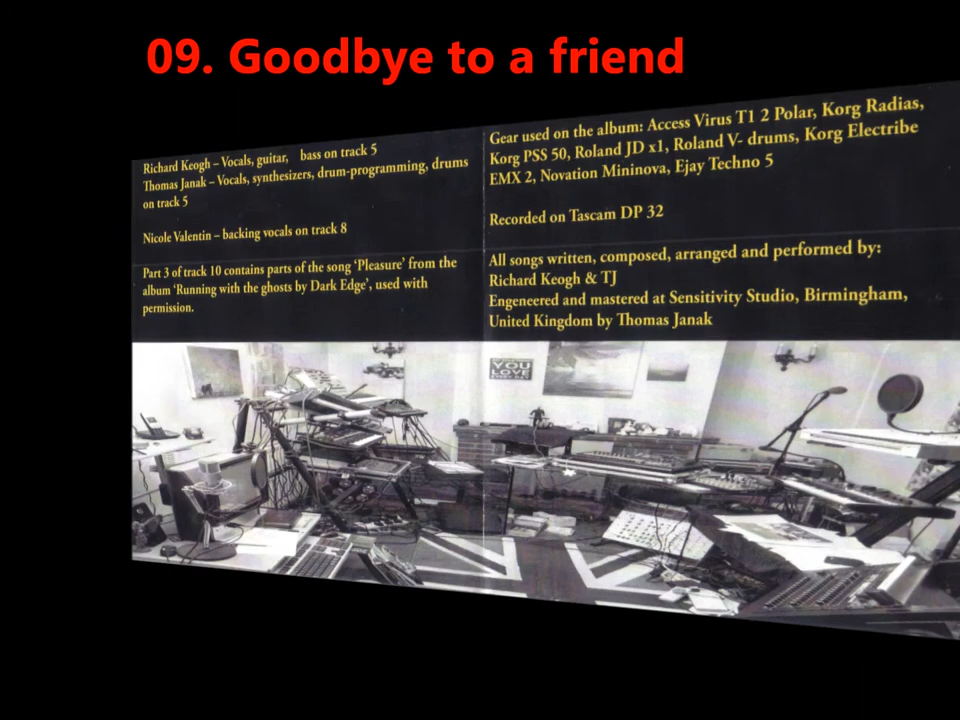 09. Goodbye to a friend
Richard Keogh – Vocals, guitar, bass on track 5
Thomas Janak – Vocals, synthesizers, drum-programming, drums
on track 5
Nicole Valentin – backing vocals on track 8
Part 3 of track 10 contains parts of the song ‘Pleasure’ from the
album ‘Running with the ghosts by Dark Edge’, used with
permission.
Gear used on the album: Access Virus T1 2 Polar, Korg Radias,
Korg PSS 50, Roland JD x1, Roland V- drums, Korg Electribe
EMX 2, Novation Mininova, Ejay Techno 5
Recorded on Tascam DP 32
All songs written, composed, arranged and performed by:
Richard Keogh & TJ
Engeneered and mastered at Sensitivity Studio, Birmingham,
United Kingdom by Thomas Janak
YOU
LOVE